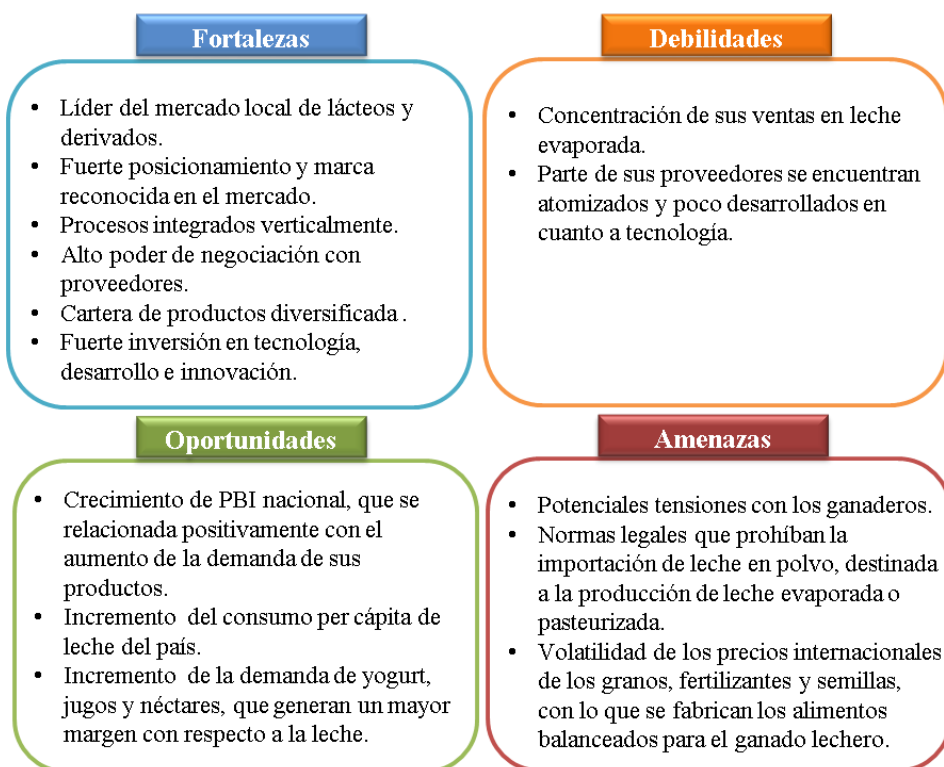 Fortalezas
• Líder del mercado local de lácteos y
derivados.
• Fuerte posicionamiento y marca
reconocida en el mercado.
• Procesos integrados verticalmente.
• Alto poder de negociación con
proveedores.
• Cartera de productos diversificada .
• Fuerte inversión en tecnología,
desarrollo e innovación.
Debilidades
• Concentración de sus ventas en leche
evaporada.
• Parte de sus proveedores se encuentran
atomizados y poco desarrollados en
cuanto a tecnología.
Oportunidades
• Crecimiento de PBI nacional, que se
relacionada positivamente con el
aumento de la demanda de sus
productos.
• Incremento del consumo per cápita de
leche del país.
• Incremento de la demanda de yogurt,
jugos y néctares, que generan un mayor
margen con respecto a la leche.
Amenazas
• Potenciales tensiones con los ganaderos.
• Normas legales que prohíban la
importación de leche en polvo, destinada
a la producción de leche evaporada o
pasteurizada.
• Volatilidad de los precios internacionales
de los granos, fertilizantes y semillas,
con lo que se fabrican los alimentos
balanceados para el ganado lechero.